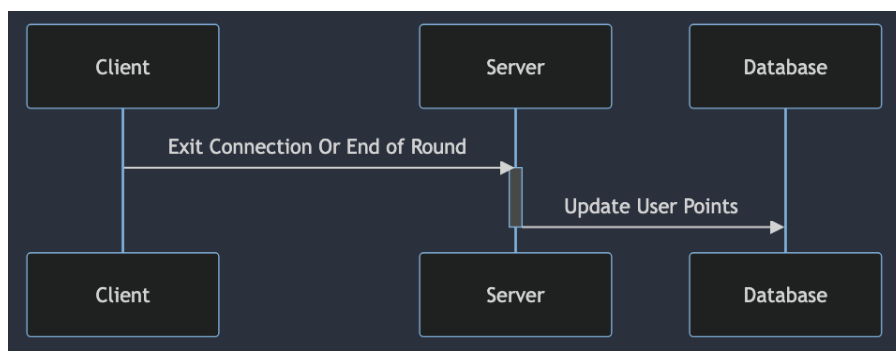 Client
Server
Database
Exit Connection Or End of Round
Update User Points
Client
Server
Database